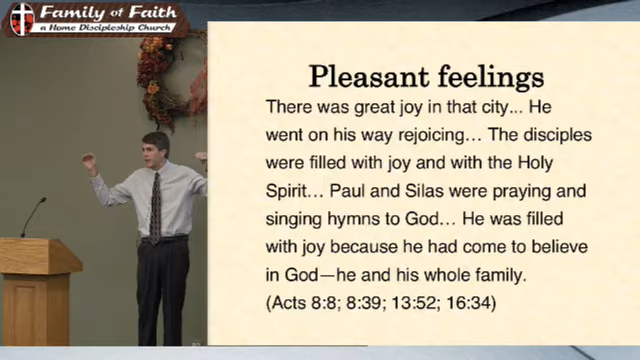 Family of Faith
a Home Discipleship Church
Pleasant feelings
There was great joy in that city... He
went on his way rejoicing... The disciples
were filled with joy and with the Holy
Spirit... Paul and Silas were praying and
singing hymns to God... He was filled
with joy because he had come to believe
in God—he and his whole family.
(Acts 8:8; 8:39; 13:52; 16:34)